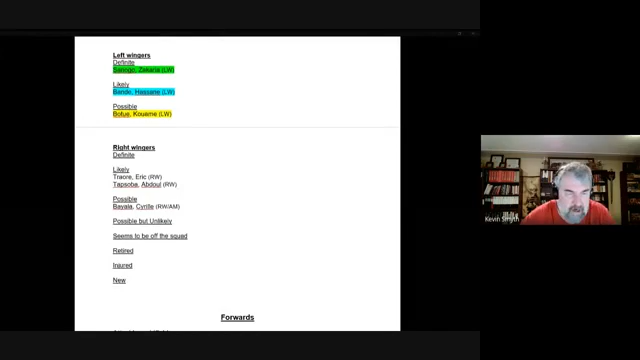 Left wingers
Definite
Sanogo, Zakaria (LW)
Likely
Bande, Hassane (LW)
Possible
Botue, Kouame (LW)
Right wingers
Definite
Likely
Traore, Eric (RW)
Tapsoba, Abdoul (RW)
Possible
Bayala, Cyrille (RW/AM)
Possible but Unlikely
Seems to be off the squad
Retired
Injured
New
Forwards
Kevin Smyth